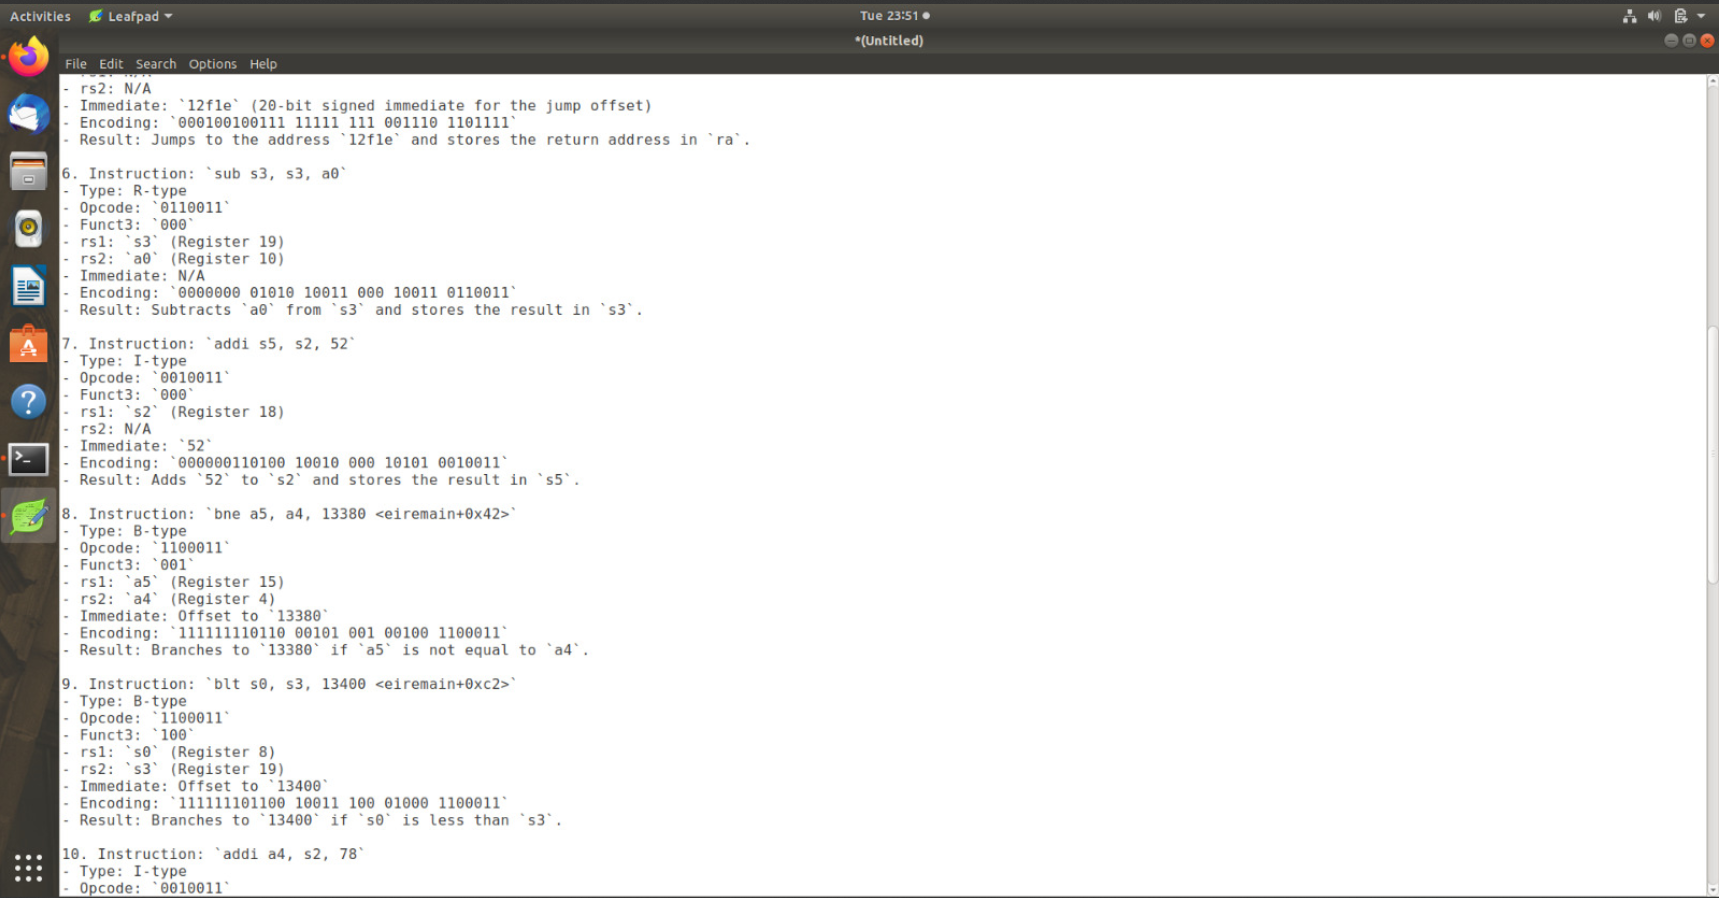 Activities Leafpad Tue 23:51
*(Untitled)
File Edit Search Options Help
- rs2: N/A
- Immediate: `12f1e` (20-bit signed immediate for the jump offset)
- Encoding: `000100100111 11111 111 001110 1101111`
- Result: Jumps to the address `12f1e` and stores the return address in `ra`.
6. Instruction: `sub s3, s3, a0`
- Type: R-type
- Opcode: `0110011`
- Funct3: `000`
- rs1: `s3` (Register 19)
- rs2: `a0` (Register 10)
- Immediate: N/A
- Encoding: `0000000 01010 10011 000 10011 0110011`
- Result: Subtracts `a0` from `s3` and stores the result in `s3`.
7. Instruction: `addi s5, s2, 52`
- Type: I-type
- Opcode: `0010011`
- Funct3: `000`
- rs1: `s2` (Register 18)
- rs2: N/A
- Immediate: `52`
- Encoding: `000000110100 10010 000 10101 0010011`
- Result: Adds `52` to `s2` and stores the result in `s5`.
8. Instruction: `bne a5, a4, 13380 <eiremain+0x42>`
- Type: B-type
- Opcode: `1100011`
- Funct3: `001`
- rs1: `a5` (Register 15)
- rs2: `a4` (Register 4)
- Immediate: Offset to `13380`
- Encoding: `111111110110 00101 001 00100 1100011`
- Result: Branches to `13380` if `a5` is not equal to `a4`.
9. Instruction: `blt s0, s3, 13400 <eiremain+0xc2>`
- Type: B-type
- Opcode: `1100011`
- Funct3: `100`
- rs1: `s0` (Register 8)
- rs2: `s3` (Register 19)
- Immediate: Offset to `13400`
- Encoding: `111111101100 10011 100 01000 1100011`
- Result: Branches to `13400` if `s0` is less than `s3`.
10. Instruction: `addi a4, s2, 78`
- Type: I-type
- Opcode: `0010011`